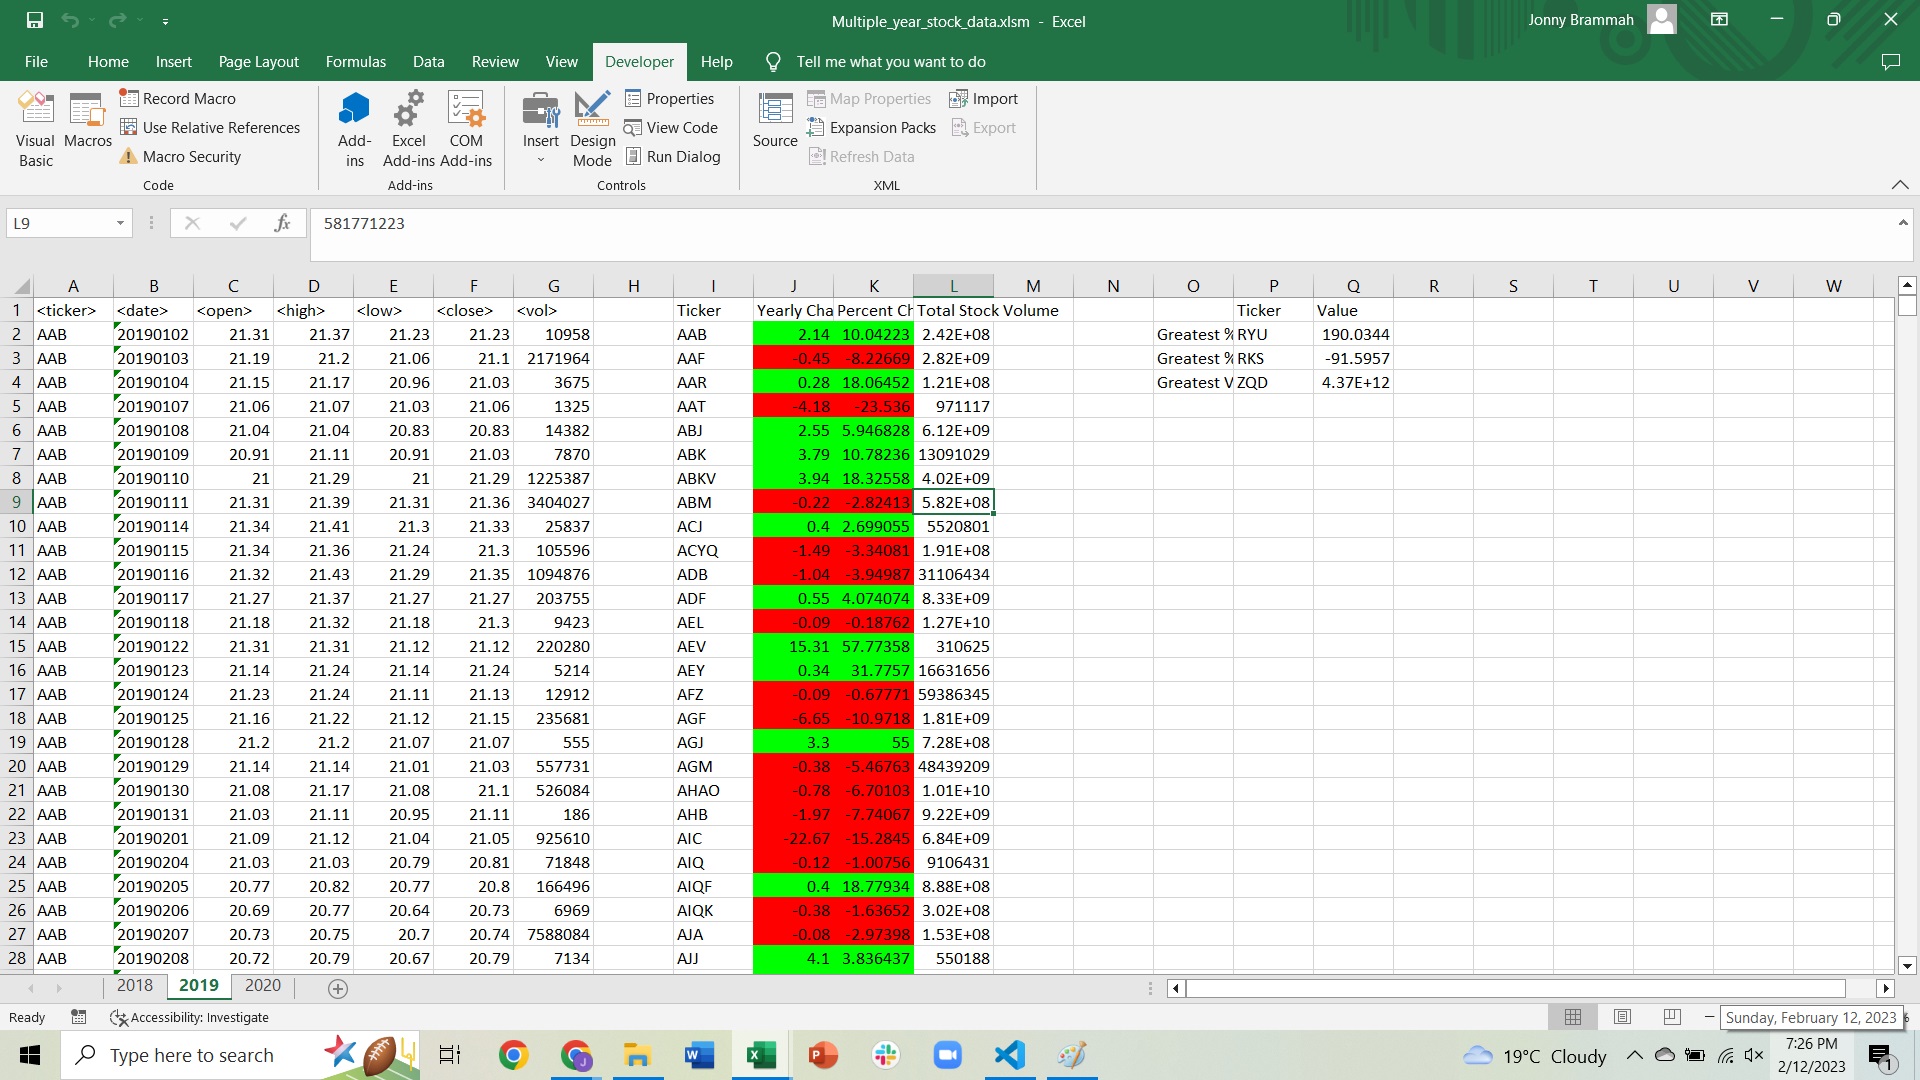 Multiple_year_stock_data.xlsm - Excel
Jonny Brammah
File Home Insert Page Layout Formulas Data Review View Developer Help Tell me what you want to do
Visual Basic
Macros
Record Macro
Use Relative References
Macro Security
Code
Add-ins
Excel Add-ins
COM Add-ins
Add-ins
Insert
Design Mode
Properties
View Code
Run Dialog
Controls
Source
Map Properties
Expansion Packs
Refresh Data
Import
Export
XML
L9 fx 581771223
A B C D E F G H I J K L M N O P Q R S T U V W
1 <ticker> <date> <open> <high> <low> <close> <vol> Ticker Yearly Cha Percent Ch Total Stock Volume Ticker Value
2 AAB 20190102 21.31 21.37 21.23 21.23 10958 AAB 2.14 10.04223 2.42E+08 Greatest % RYU 190.0344
3 AAB 20190103 21.19 21.2 21.06 21.1 2171964 AAF -0.45 -8.22669 2.82E+09 Greatest % RKS -91.5957
4 AAB 20190104 21.15 21.17 20.96 21.03 3675 AAR 0.28 18.06452 1.21E+08 Greatest V ZQD 4.37E+12
5 AAB 20190107 21.06 21.07 21.03 21.06 1325 AAT -4.18 -23.536 971117
6 AAB 20190108 21.04 21.04 20.83 20.83 14382 ABJ 2.55 5.946828 6.12E+09
7 AAB 20190109 20.91 21.11 20.91 21.03 7870 ABK 3.79 10.78236 13091029
8 AAB 20190110 21 21.29 21 21.29 1225387 ABKV 3.94 18.32558 4.02E+09
9 AAB 20190111 21.31 21.39 21.31 21.36 3404027 ABM -0.22 -2.82413 5.82E+08
10 AAB 20190114 21.34 21.41 21.3 21.33 25837 ACJ 0.4 2.699055 5520801
11 AAB 20190115 21.34 21.36 21.24 21.3 105596 ACYQ -1.49 -3.34081 1.91E+08
12 AAB 20190116 21.32 21.43 21.29 21.35 1094876 ADB -1.04 -3.94987 31106434
13 AAB 20190117 21.27 21.37 21.27 21.27 203755 ADF 0.55 4.074074 8.33E+09
14 AAB 20190118 21.18 21.32 21.18 21.3 9423 AEL -0.09 -0.18762 1.27E+10
15 AAB 20190122 21.31 21.31 21.12 21.12 220280 AEV 15.31 57.77358 310625
16 AAB 20190123 21.14 21.24 21.14 21.24 5214 AEY 0.34 31.7757 16631656
17 AAB 20190124 21.23 21.24 21.11 21.13 12912 AFZ -0.09 -0.67771 59386345
18 AAB 20190125 21.16 21.22 21.12 21.15 235681 AGF -6.65 -10.9718 1.81E+09
19 AAB 20190128 21.2 21.2 21.07 21.07 555 AGJ 3.3 55 7.28E+08
20 AAB 20190129 21.14 21.14 21.01 21.03 557731 AGM -0.38 -5.46763 48439209
21 AAB 20190130 21.08 21.17 21.08 21.1 526084 AHAO -0.78 -6.70103 1.01E+10
22 AAB 20190131 21.03 21.11 20.95 21.11 186 AHB -1.97 -7.74067 9.22E+09
23 AAB 20190201 21.09 21.12 21.04 21.05 925610 AIC -22.67 -15.2845 6.84E+09
24 AAB 20190204 21.03 21.03 20.79 20.81 71848 AIQ -0.12 -1.00756 9106431
25 AAB 20190205 20.77 20.82 20.77 20.8 166496 AIQF 0.4 18.77934 8.88E+08
26 AAB 20190206 20.69 20.77 20.64 20.73 6969 AIQK -0.38 -1.63652 3.02E+08
27 AAB 20190207 20.73 20.75 20.7 20.74 7588084 AJA -0.08 -2.97398 1.53E+08
28 AAB 20190208 20.72 20.79 20.67 20.79 7134 AJJ 4.1 3.836437 550188
2018 2019 2020
Ready Accessibility: Investigate
Sunday, February 12, 2023
Type here to search
19°C Cloudy
7:26 PM
2/12/2023
1